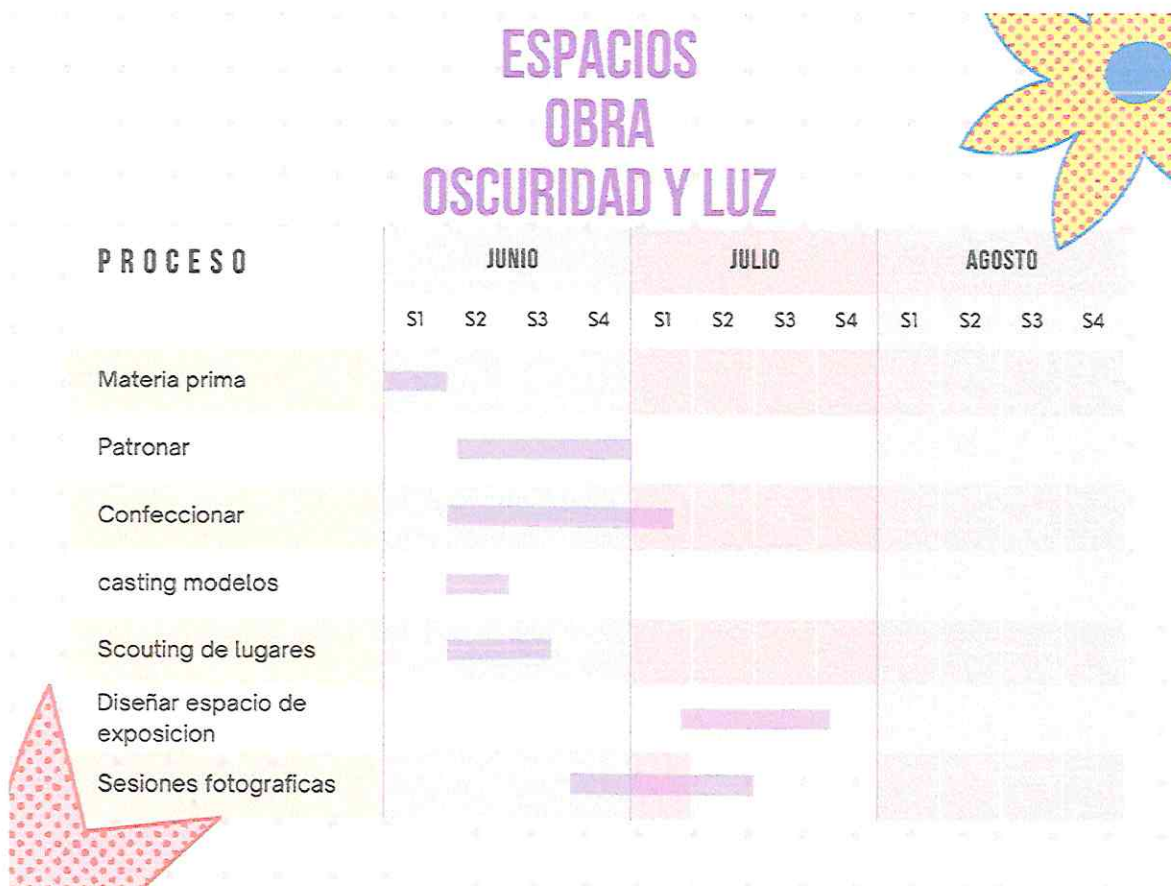 ESPACIOS
OBRA
OSCURIDAD Y LUZ
PROCESO JUNIO JULIO AGOSTO
S1 S2 S3 S4 S1 S2 S3 S4 S1 S2 S3 S4
Materia prima
Patronar
Confeccionar
casting modelos
Scouting de lugares
Diseñar espacio de
exposicion
Sesiones fotograficas